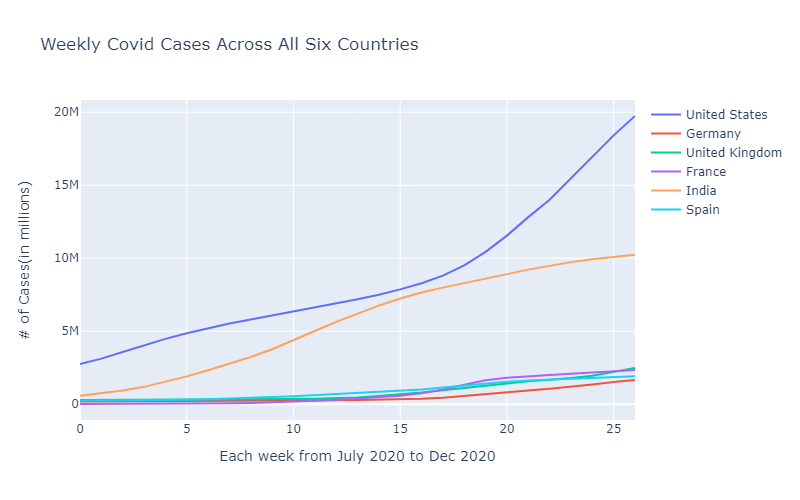 Weekly Covid Cases Across All Six Countries
20M
15M
10M
5M
0
0
5
10
15
20
25
# of Cases(in millions)
Each week from July 2020 to Dec 2020
United States
Germany
United Kingdom
France
India
Spain